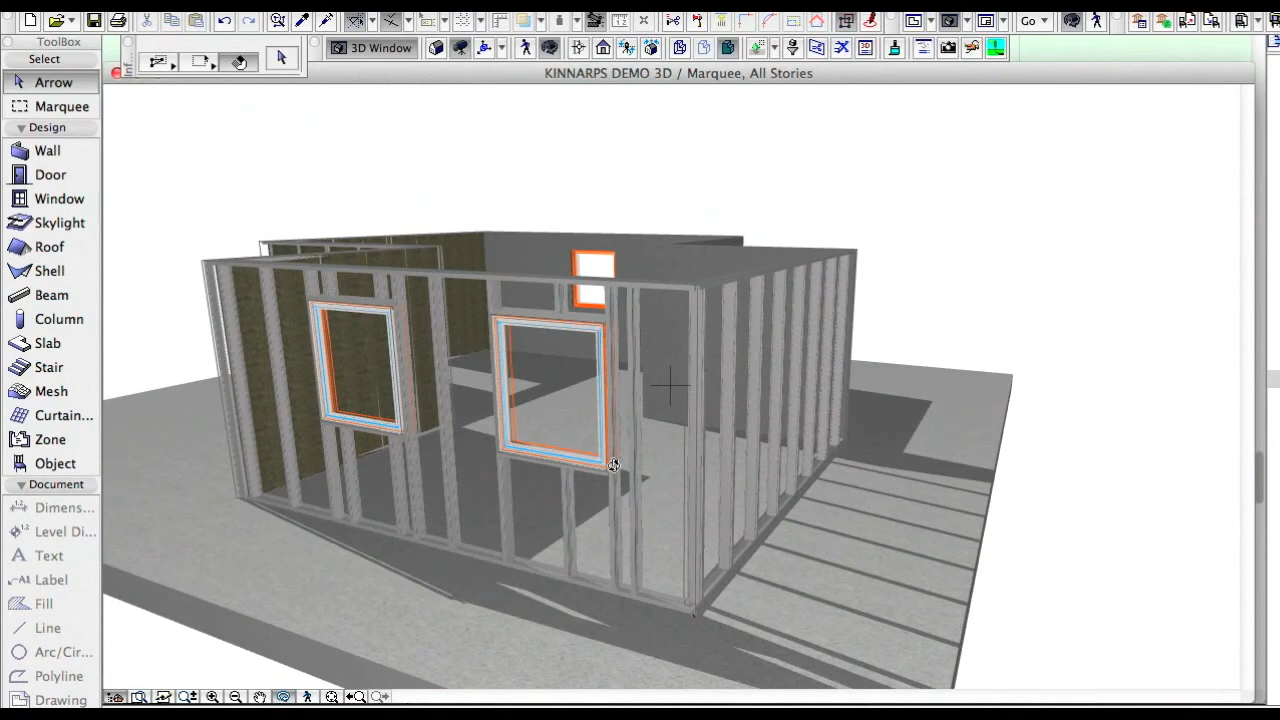 Go
ToolBox
3D Window
Select
KINNARPS DEMO 3D / Marquee, All Stories
Arrow
Marquee
Design
Wall
Door
Window
Skylight
Roof
Shell
Beam
Column
Slab
Stair
Mesh
Curtain...
Zone
Object
Document
Dimens...
Level Di...
Text
Label
Fill
Line
Arc/Cir...
Polyline
Drawing